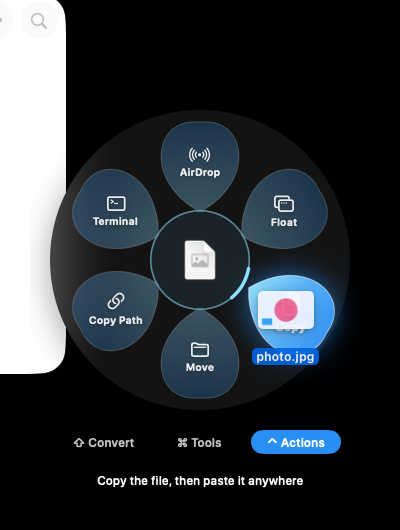 AirDrop
Terminal
Float
Copy Path
Copy
Move
photo.jpg
⇧ Convert
⌘ Tools
⌃ Actions
Copy the file, then paste it anywhere